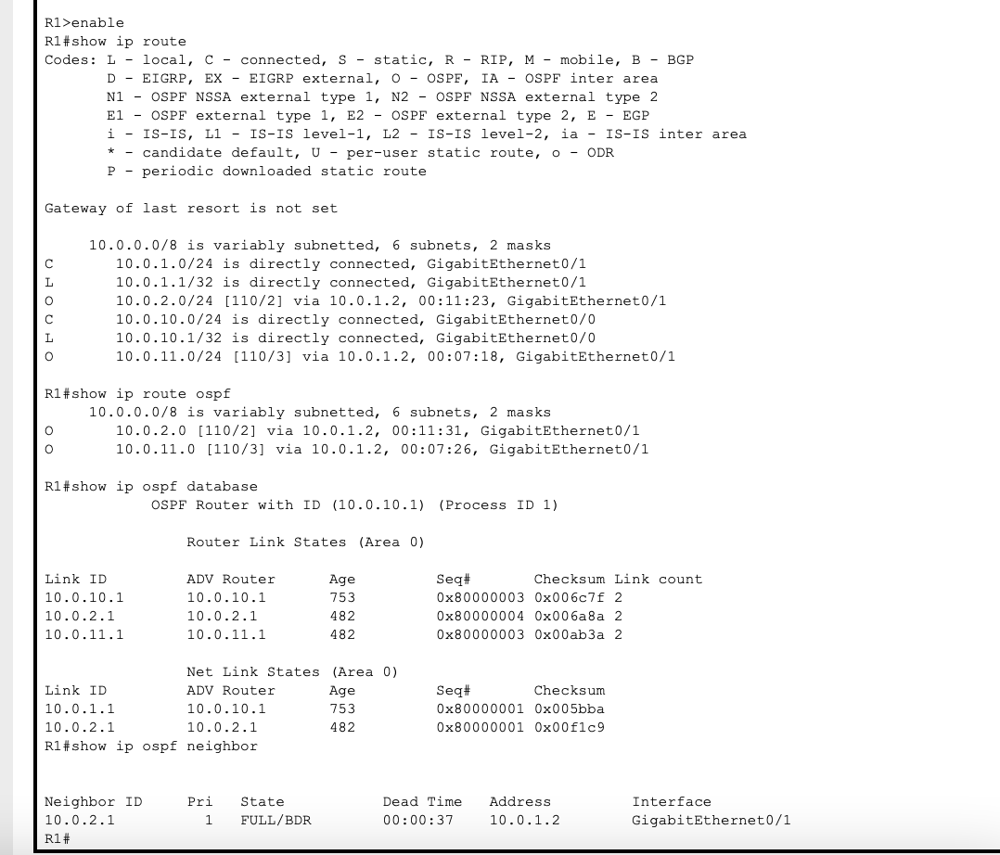 R1>enable
R1#show ip route
Codes: L - local, C - connected, S - static, R - RIP, M - mobile, B - BGP
D - EIGRP, EX - EIGRP external, O - OSPF, IA - OSPF inter area
N1 - OSPF NSSA external type 1, N2 - OSPF NSSA external type 2
E1 - OSPF external type 1, E2 - OSPF external type 2, E - EGP
i - IS-IS, L1 - IS-IS level-1, L2 - IS-IS level-2, ia - IS-IS inter area
* - candidate default, U - per-user static route, o - ODR
P - periodic downloaded static route
Gateway of last resort is not set
10.0.0.0/8 is variably subnetted, 6 subnets, 2 masks
C 10.0.1.0/24 is directly connected, GigabitEthernet0/1
L 10.0.1.1/32 is directly connected, GigabitEthernet0/1
O 10.0.2.0/24 [110/2] via 10.0.1.2, 00:11:23, GigabitEthernet0/1
C 10.0.10.0/24 is directly connected, GigabitEthernet0/0
L 10.0.10.1/32 is directly connected, GigabitEthernet0/0
O 10.0.11.0/24 [110/3] via 10.0.1.2, 00:07:18, GigabitEthernet0/1
R1#show ip route ospf
10.0.0.0/8 is variably subnetted, 6 subnets, 2 masks
O 10.0.2.0 [110/2] via 10.0.1.2, 00:11:31, GigabitEthernet0/1
O 10.0.11.0 [110/3] via 10.0.1.2, 00:07:26, GigabitEthernet0/1
R1#show ip ospf database
OSPF Router with ID (10.0.10.1) (Process ID 1)
Router Link States (Area 0)
Link ID ADV Router Age Seq# Checksum Link count
10.0.10.1 10.0.10.1 753 0x80000003 0x006c7f 2
10.0.2.1 10.0.2.1 482 0x80000004 0x006a8a 2
10.0.11.1 10.0.11.1 482 0x80000003 0x00ab3a 2
Net Link States (Area 0)
Link ID ADV Router Age Seq# Checksum
10.0.1.1 10.0.10.1 753 0x80000001 0x005bba
10.0.2.1 10.0.2.1 482 0x80000001 0x00f1c9
R1#show ip ospf neighbor
Neighbor ID Pri State Dead Time Address Interface
10.0.2.1 1 FULL/BDR 00:00:37 10.0.1.2 GigabitEthernet0/1
R1#